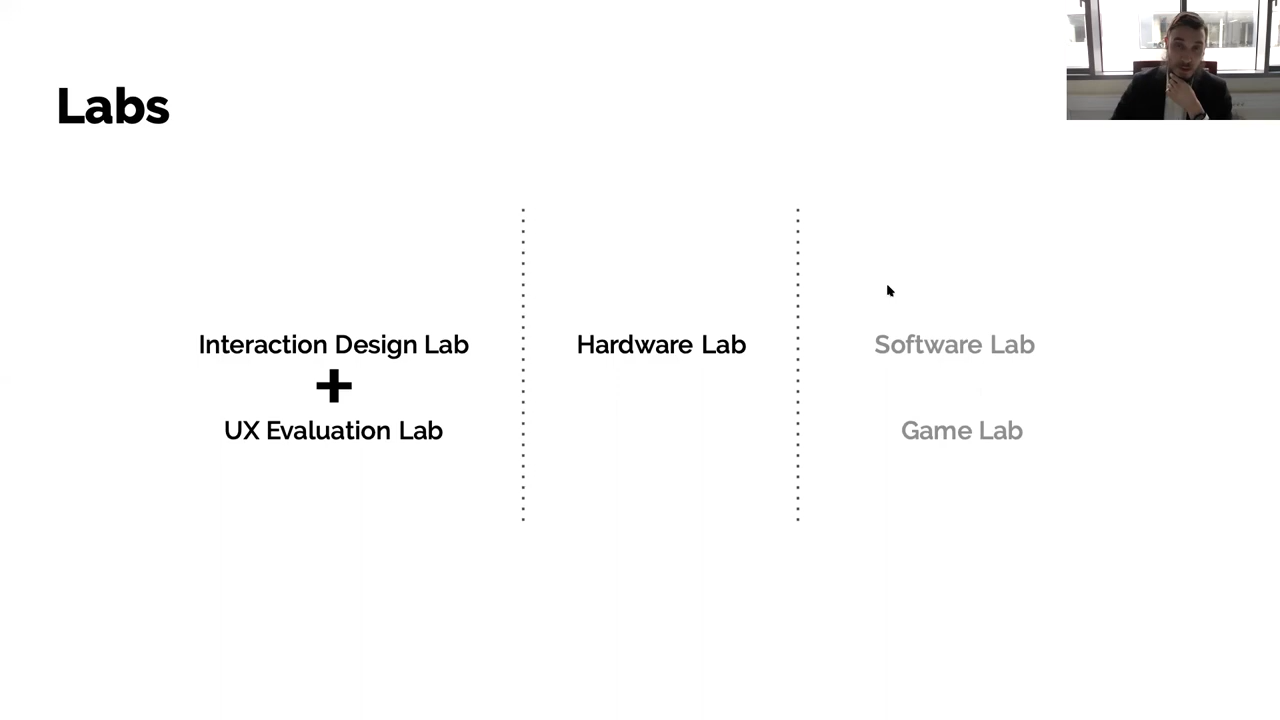 Labs
Interaction Design Lab
+
UX Evaluation Lab
Hardware Lab
Software Lab
Game Lab